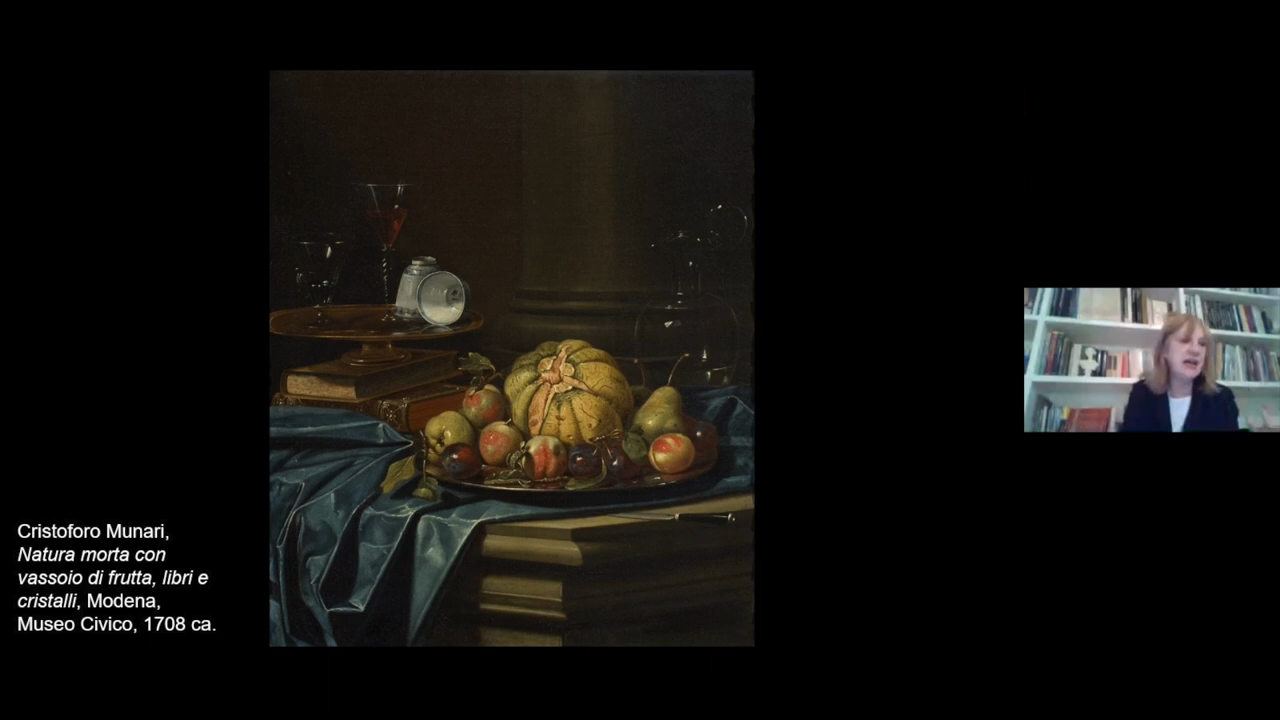 Cristoforo Munari,
Natura morta con
vassoio di frutta, libri e
cristalli, Modena,
Museo Civico, 1708 ca.